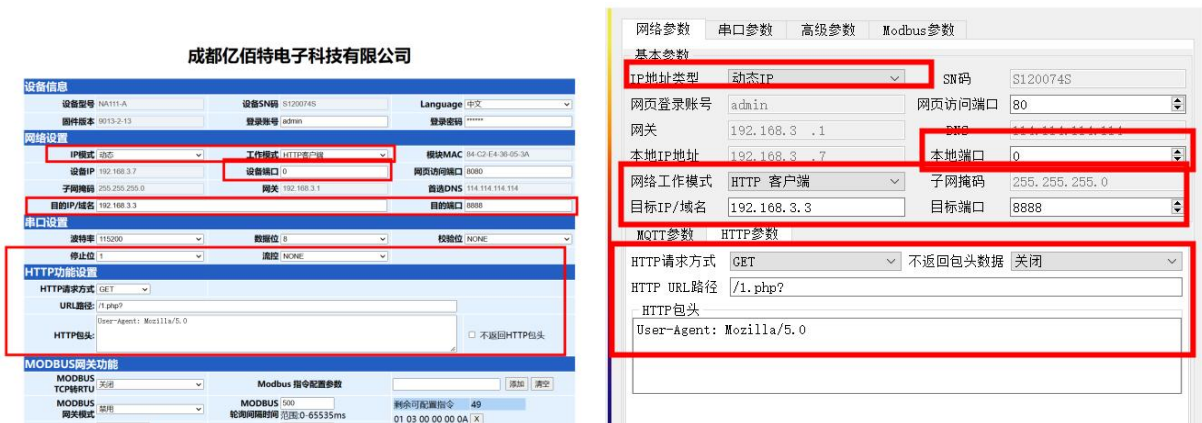 成都亿佰特电子科技有限公司
设备信息
设备型号 NA111-A 设备SN码 S120074S Language 中文
固件版本 9013-2-13 登录账号 admin 登录密码 ******
网络设置
IP模式 动态 工作模式 HTTP客户端 模块MAC 84-C2-E4-36-05-3A
设备IP 192.168.3.7 设备端口 0 网页访问端口 8080
子网掩码 255.255.255.0 网关 192.168.3.1 首选DNS 114.114.114.114
目的IP/域名 192.168.3.3 目的端口 8888
串口设置
波特率 115200 数据位 8 校验位 NONE
停止位 1 流控 NONE
HTTP功能设置
HTTP请求方式 GET
URL路径: /1.php?
HTTP包头: User-Agent: Mozilla/5.0 不返回HTTP包头
MODBUS网关功能
MODBUS TCP转RTU 关闭 Modbus 指令配置参数 添加 清空
MODBUS 网关模式 禁用 MODBUS 轮询间隔时间 500 范围:0-65535ms 剩余可配置指令 49
01 03 00 00 00 0A X
网络参数 串口参数 高级参数 Modbus参数
基本参数
IP地址类型 动态IP SN码 S120074S
网页登录账号 admin 网页访问端口 80
网关 192.168.3 .1 DNS 114.114.114.114
本地IP地址 192.168.3 .7 本地端口 0
网络工作模式 HTTP 客户端 子网掩码 255.255.255.0
目标IP/域名 192.168.3.3 目标端口 8888
MQTT参数 HTTP参数
HTTP请求方式 GET 不返回包头数据 关闭
HTTP URL路径 /1.php?
HTTP包头
User-Agent: Mozilla/5.0